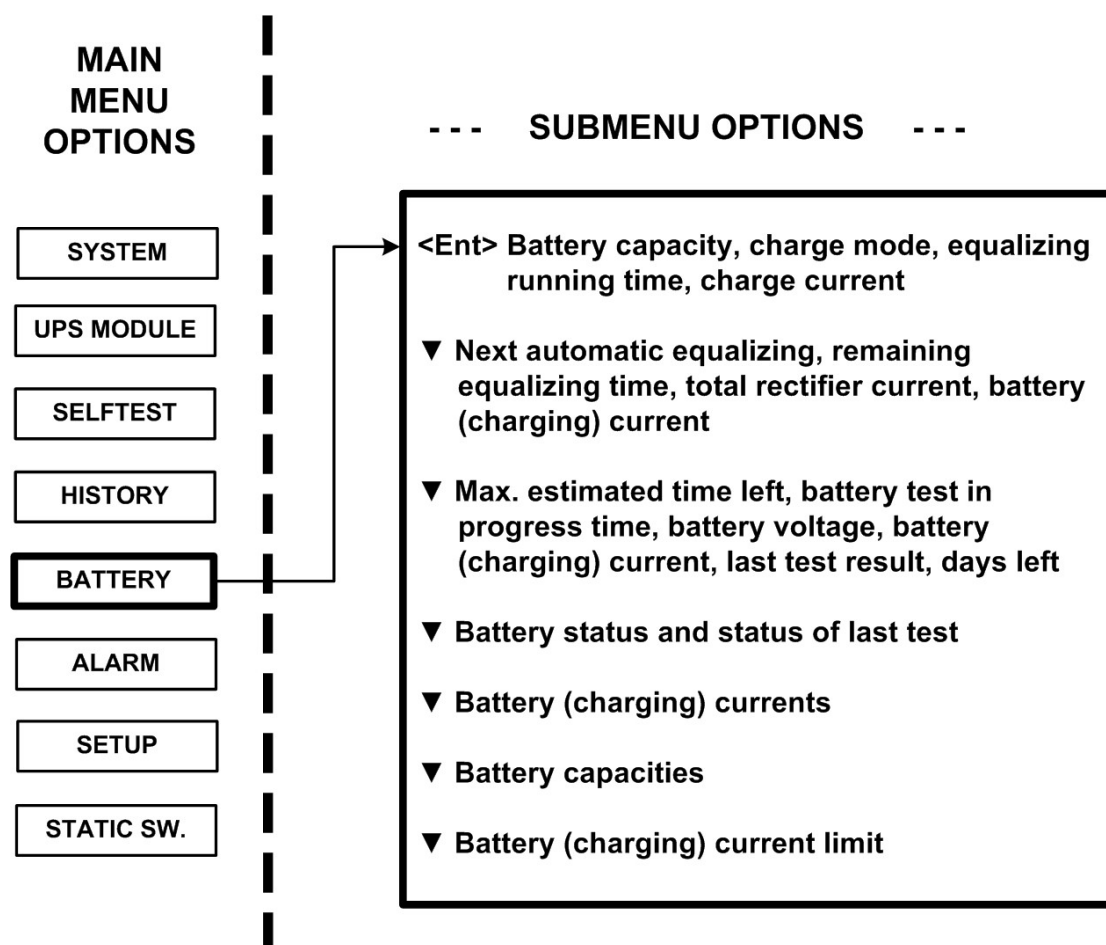 MAIN
MENU
OPTIONS
SYSTEM
UPS MODULE
SELFTEST
HISTORY
BATTERY
ALARM
SETUP
STATIC SW.
- - - SUBMENU OPTIONS - - -
<Ent> Battery capacity, charge mode, equalizing
running time, charge current
▼ Next automatic equalizing, remaining
equalizing time, total rectifier current, battery
(charging) current
▼ Max. estimated time left, battery test in
progress time, battery voltage, battery
(charging) current, last test result, days left
▼ Battery status and status of last test
▼ Battery (charging) currents
▼ Battery capacities
▼ Battery (charging) current limit